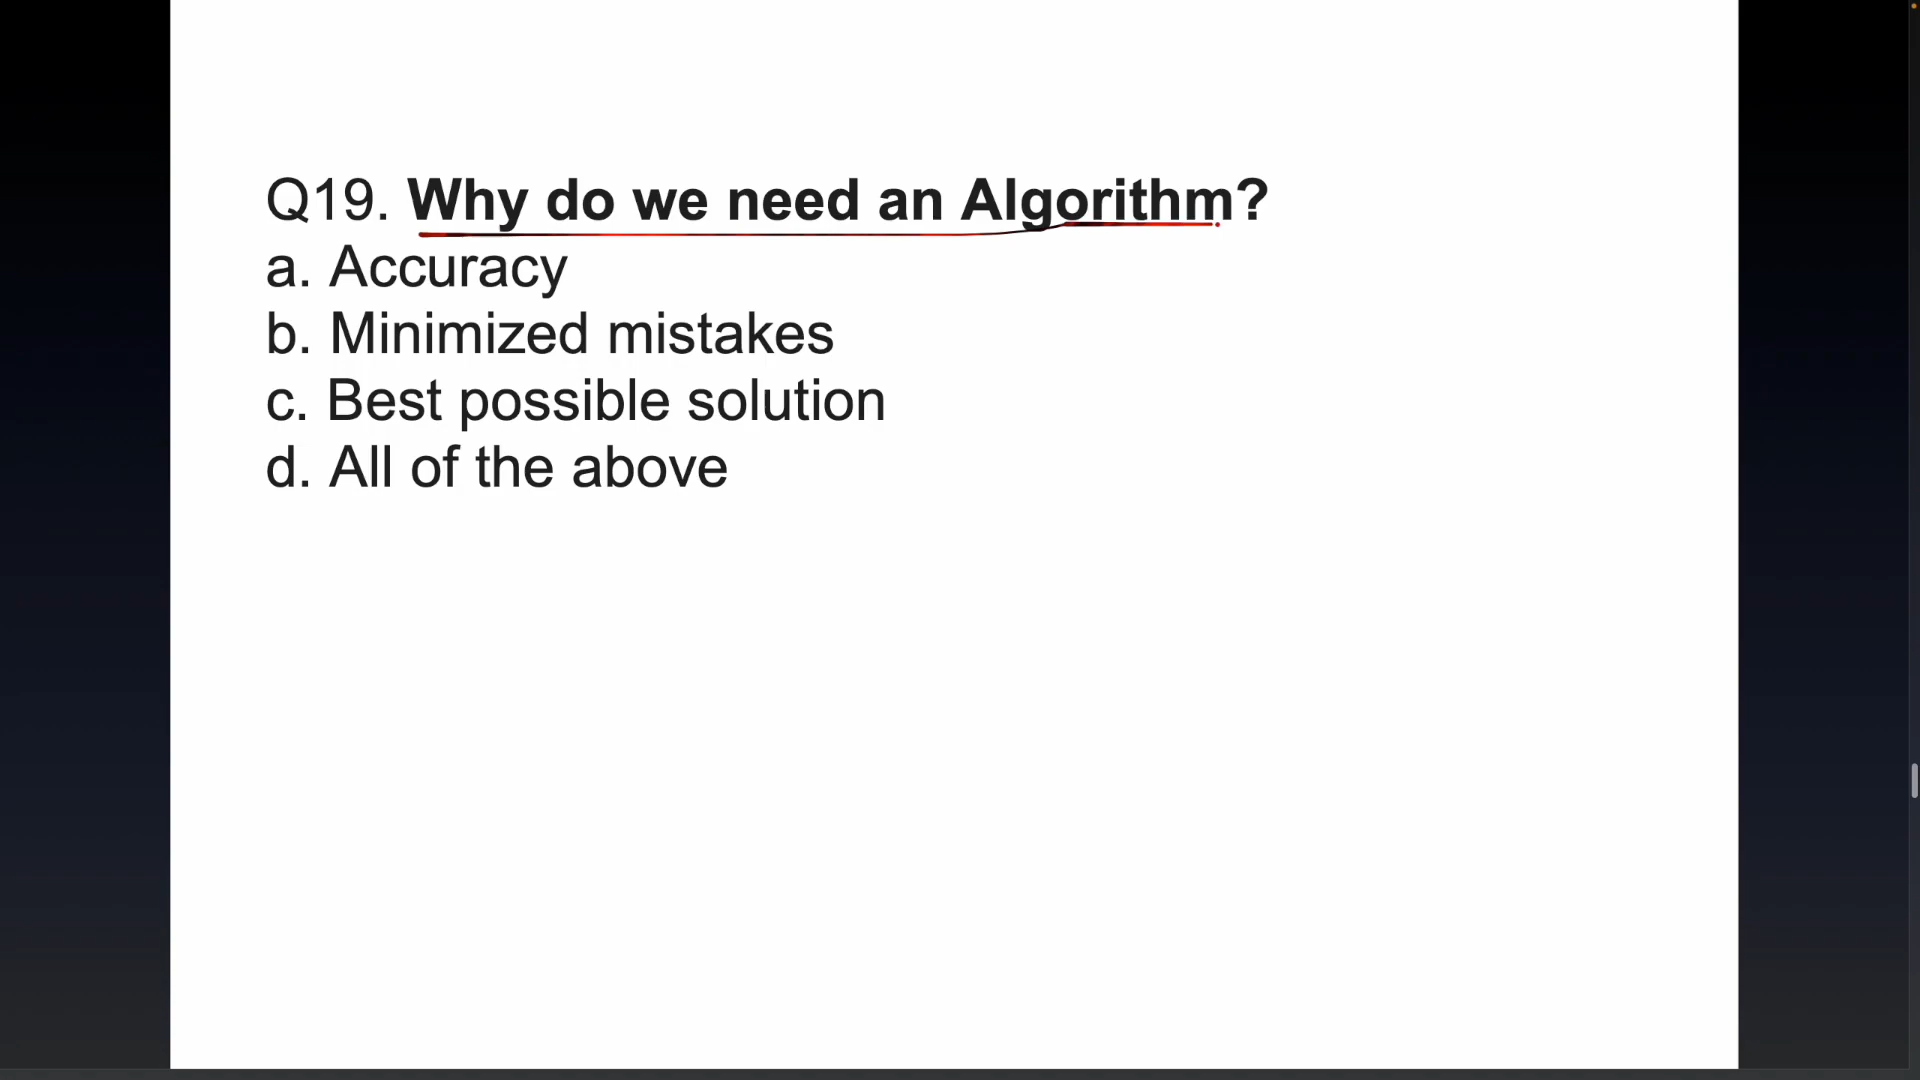 Q19. Why do we need an Algorithm?
a. Accuracy
b. Minimized mistakes
c. Best possible solution
d. All of the above